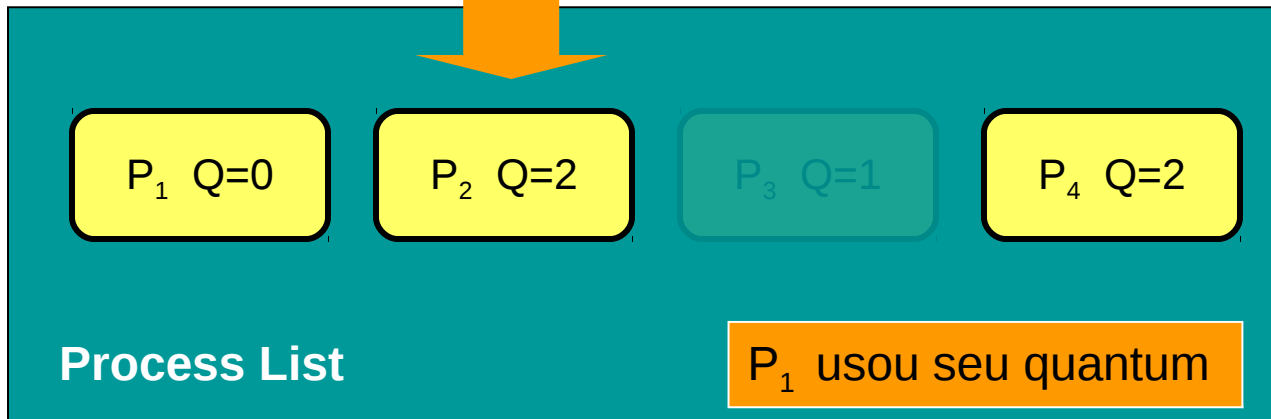 P1 Q=0
P2 Q=2
P3 Q=1
P4 Q=2
Process List
P1 usou seu quantum